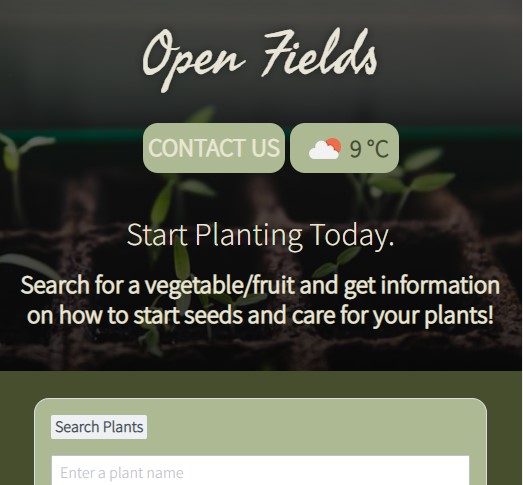 Open Fields
CONTACT US
9 °C
Start Planting Today.
Search for a vegetable/fruit and get information
on how to start seeds and care for your plants!
Search Plants
Enter a plant name